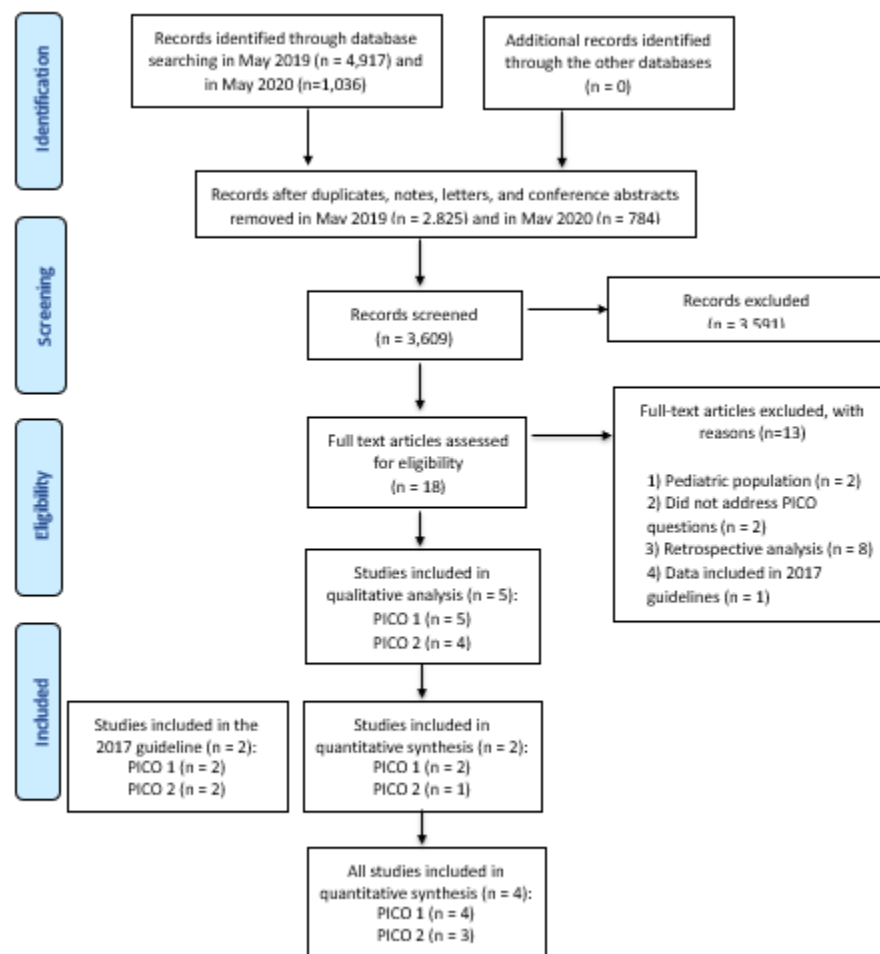 Identification
Records identified through database
searching in May 2019 (n = 4,917) and
in May 2020 (n=1,036)
Additional records identified
through the other databases
(n = 0)
Records after duplicates, notes, letters, and conference abstracts
removed in May 2019 (n = 2,825) and in May 2020 (n = 784)
Screening
Records screened
(n = 3,609)
Records excluded
(n = 3,591)
Eligibility
Full text articles assessed
for eligibility
(n = 18)
Full-text articles excluded, with
reasons (n=13)
1) Pediatric population (n = 2)
2) Did not address PICO
questions (n = 2)
3) Retrospective analysis (n = 8)
4) Data included in 2017
guidelines (n = 1)
Studies included in
qualitative analysis (n = 5):
PICO 1 (n = 5)
PICO 2 (n = 4)
Included
Studies included in the
2017 guideline (n = 2):
PICO 1 (n = 2)
PICO 2 (n = 2)
Studies included in
quantitative synthesis (n = 2):
PICO 1 (n = 2)
PICO 2 (n = 1)
All studies included in
quantitative synthesis (n = 4):
PICO 1 (n = 4)
PICO 2 (n = 3)